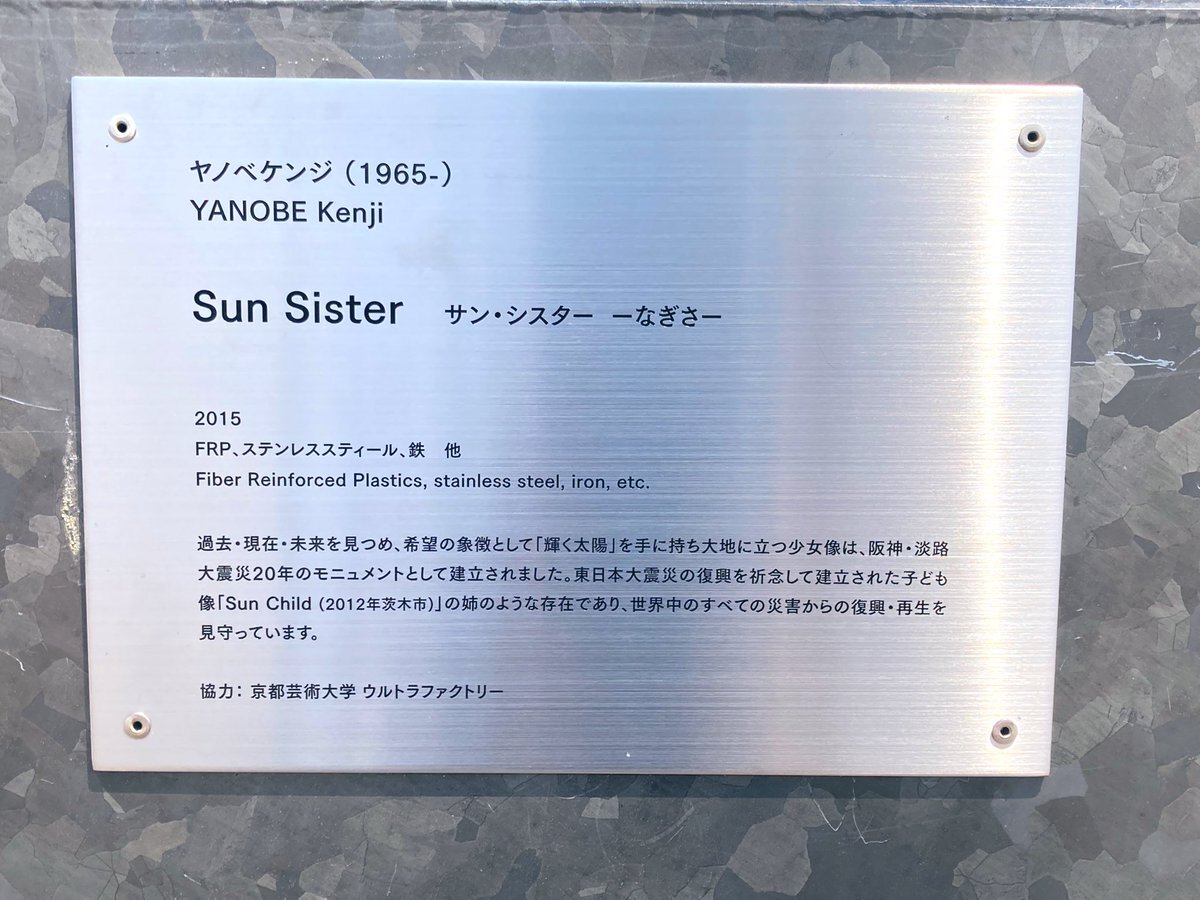 ヤノベケンジ（1965-）
YANOBE Kenji
Sun Sister サン・シスター ーなぎさー
2015
FRP、ステンレススティール、鉄　他
Fiber Reinforced Plastics, stainless steel, iron, etc.
過去・現在・未来を見つめ、希望の象徴として「輝く太陽」を手に持ち大地に立つ少女像は、阪神・淡路
大震災20年のモニュメントとして建立されました。東日本大震災の復興を祈念して建立された子ども
像「Sun Child（2012年茨木市）」の姉のような存在であり、世界中のすべての災害からの復興・再生を
見守っています。
協力： 京都芸術大学 ウルトラファクトリー